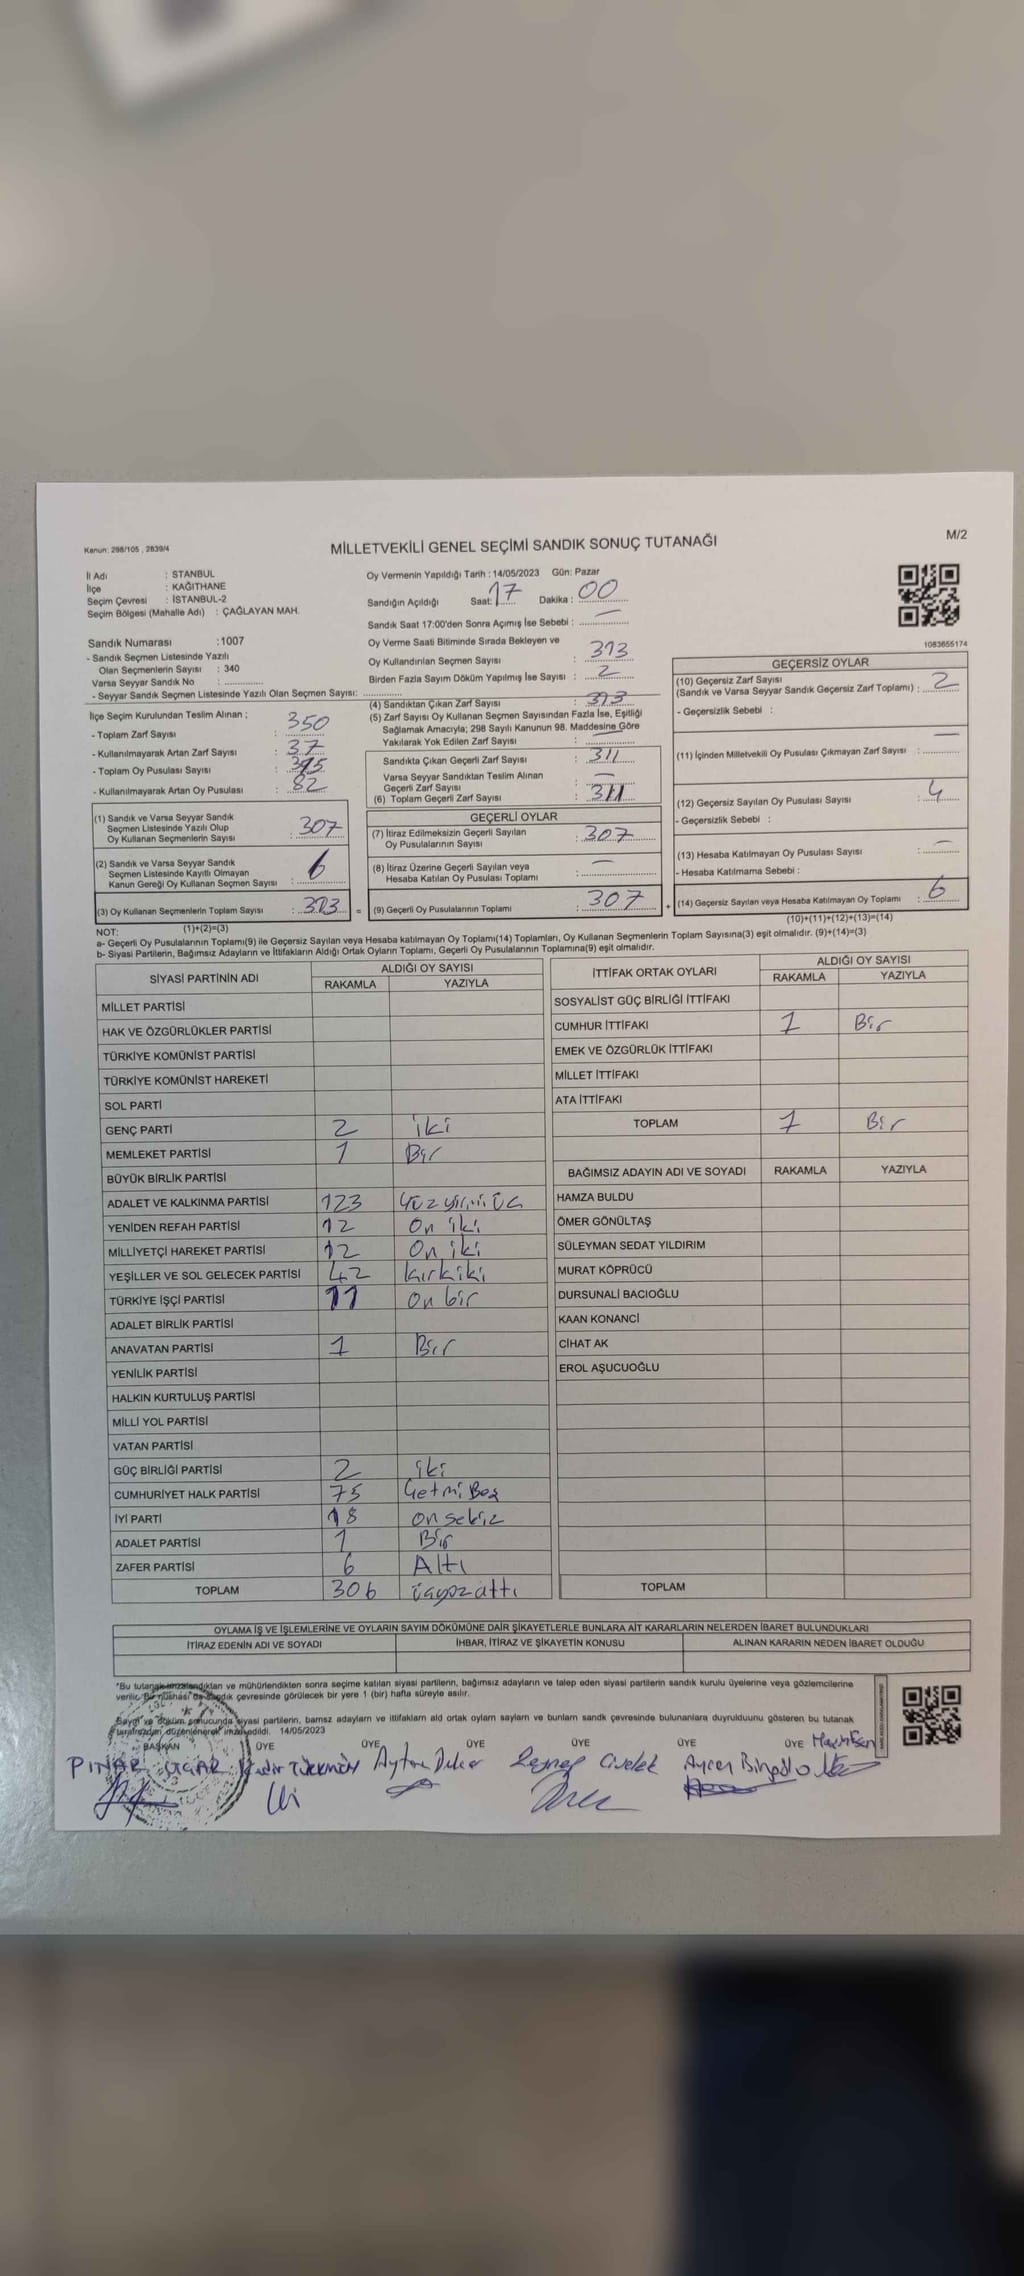 Kanun: 298/105 , 2839/4
MİLLETVEKİLİ GENEL SEÇİMİ SANDIK SONUÇ TUTANAĞI
M/2
İl Adı : STANBUL
İlçe : KAĞITHANE
Seçim Çevresi : İSTANBUL-2
Seçim Bölgesi (Mahalle Adı) : ÇAĞLAYAN MAH.
Oy Vermenin Yapıldığı Tarih : 14/05/2023 Gün: Pazar
Sandığın Açıldığı Saat: 17 Dakika : 00
Sandık Saat 17:00'den Sonra Açımış İse Sebebi : —
Sandık Numarası :1007
- Sandık Seçmen Listesinde Yazılı
Olan Seçmenlerin Sayısı : 340
Varsa Seyyar Sandık No :
- Seyyar Sandık Seçmen Listesinde Yazılı Olan Seçmen Sayısı:
Oy Verme Saati Bitiminde Sırada Bekleyen ve
Oy Kullandırılan Seçmen Sayısı : 313
Birden Fazla Sayım Döküm Yapılmış İse Sayısı : 2
1083655174
İlçe Seçim Kurulundan Teslim Alınan ;
- Toplam Zarf Sayısı : 350
- Kullanılmayarak Artan Zarf Sayısı : 37
- Toplam Oy Pusulası Sayısı : 395
- Kullanılmayarak Artan Oy Pusulası : 82
(1) Sandık ve Varsa Seyyar Sandık
Seçmen Listesinde Yazılı Olup
Oy Kullanan Seçmenlerin Sayısı : 307
(2) Sandık ve Varsa Seyyar Sandık
Seçmen Listesinde Kayıtlı Olmayan
Kanun Gereği Oy Kullanan Seçmen Sayısı : 6
(3) Oy Kullanan Seçmenlerin Toplam Sayısı : 313 =
(1)+(2)=(3)
(4) Sandıktan Çıkan Zarf Sayısı : 313
(5) Zarf Sayısı Oy Kullanan Seçmen Sayısından Fazla İse, Eşitliği
Sağlamak Amacıyla; 298 Sayılı Kanunun 98. Maddesine Göre
Yakılarak Yok Edilen Zarf Sayısı :
Sandıkta Çıkan Geçerli Zarf Sayısı : 311
Varsa Seyyar Sandıktan Teslim Alınan
Geçerli Zarf Sayısı : —
(6) Toplam Geçerli Zarf Sayısı : 311
GEÇERLİ OYLAR
(7) İtiraz Edilmeksizin Geçerli Sayılan
Oy Pusulalarının Sayısı : 307
(8) İtiraz Üzerine Geçerli Sayılan veya
Hesaba Katılan Oy Pusulası Toplamı : —
(9) Geçerli Oy Pusulalarının Toplamı : 307 +
GEÇERSİZ OYLAR
(10) Geçersiz Zarf Sayısı
(Sandık ve Varsa Seyyar Sandık Geçersiz Zarf Toplamı) : 2
- Geçersizlik Sebebi :
(11) İçinden Milletvekili Oy Pusulası Çıkmayan Zarf Sayısı : —
(12) Geçersiz Sayılan Oy Pusulası Sayısı : 4
- Geçersizlik Sebebi :
(13) Hesaba Katılmayan Oy Pusulası Sayısı : —
- Hesaba Katılmama Sebebi :
(14) Geçersiz Sayılan veya Hesaba Katılmayan Oy Toplamı : 6
(10)+(11)+(12)+(13)=(14)
NOT:
a- Geçerli Oy Pusulalarının Toplamı(9) ile Geçersiz Sayılan veya Hesaba katılmayan Oy Toplamı(14) Toplamları, Oy Kullanan Seçmenlerin Toplam Sayısına(3) eşit olmalıdır. (9)+(14)=(3)
b- Siyasi Partilerin, Bağımsız Adayların ve İttifakların Aldığı Ortak Oyların Toplamı, Geçerli Oy Pusulalarının Toplamına(9) eşit olmalıdır.
SİYASİ PARTİNİN ADI ALDIĞI OY SAYISI
RAKAMLA YAZIYLA
MİLLET PARTİSİ
HAK VE ÖZGÜRLÜKLER PARTİSİ
TÜRKİYE KOMÜNİST PARTİSİ
TÜRKİYE KOMÜNİST HAREKETİ
SOL PARTİ
GENÇ PARTİ 2 iki
MEMLEKET PARTİSİ 1 Bir
BÜYÜK BİRLİK PARTİSİ
ADALET VE KALKINMA PARTİSİ 123 Yüz yirmi üç
YENİDEN REFAH PARTİSİ 12 On iki
MİLLİYETÇİ HAREKET PARTİSİ 12 On iki
YEŞİLLER VE SOL GELECEK PARTİSİ 42 kırkiki
TÜRKİYE İŞÇİ PARTİSİ 11 On bir
ADALET BİRLİK PARTİSİ
ANAVATAN PARTİSİ 1 Bir
YENİLİK PARTİSİ
HALKIN KURTULUŞ PARTİSİ
MİLLİ YOL PARTİSİ
VATAN PARTİSİ
GÜÇ BİRLİĞİ PARTİSİ 2 iki
CUMHURİYET HALK PARTİSİ 75 Yetmiş Beş
İYİ PARTİ 18 on sekiz
ADALET PARTİSİ 1 Bir
ZAFER PARTİSİ 6 Altı
TOPLAM 306 üçyüzaltı
İTTİFAK ORTAK OYLARI ALDIĞI OY SAYISI
RAKAMLA YAZIYLA
SOSYALİST GÜÇ BİRLİĞİ İTTİFAKI
CUMHUR İTTİFAKI 1 Bir
EMEK VE ÖZGÜRLÜK İTTİFAKI
MİLLET İTTİFAKI
ATA İTTİFAKI
TOPLAM 1 Bir
BAĞIMSIZ ADAYIN ADI VE SOYADI RAKAMLA YAZIYLA
HAMZA BULDU
ÖMER GÖNÜLTAŞ
SÜLEYMAN SEDAT YILDIRIM
MURAT KÖPRÜCÜ
DURSUNALİ BACIOĞLU
KAAN KONANCİ
CİHAT AK
EROL AŞUCUOĞLU
TOPLAM
OYLAMA İŞ VE İŞLEMLERİNE VE OYLARIN SAYIM DÖKÜMÜNE DAİR ŞİKAYETLERLE BUNLARA AİT KARARLARIN NELERDEN İBARET BULUNDUKLARI
İTİRAZ EDENİN ADI VE SOYADI İHBAR, İTİRAZ VE ŞİKAYETİN KONUSU ALINAN KARARIN NEDEN İBARET OLDUĞU
*Bu tutanak imzalandıktan ve mühürlendikten sonra seçime katılan siyasi partilerin, bağımsız adayların ve talep eden siyasi partilerin sandık kurulu üyelerine veya gözlemcilerine
verilir. Bir nüshası da sandık çevresinde görülecek bir yere 1 (bir) hafta süreyle asılır.
Sayım ve döküm sonucunda siyasi partilerin, bamsz adayların ve ittifakların ald ortak oyların saylarn ve bunların sandık çevresinde bulunanlara duyrulduunu gösteren bu tutanak
tarafımızdan düzenlenerek imza edildi. 14/05/2023
BAŞKAN ÜYE ÜYE ÜYE ÜYE ÜYE ÜYE
PINAR UÇAR Kadir TÜRKMEN Zeynep Civelek